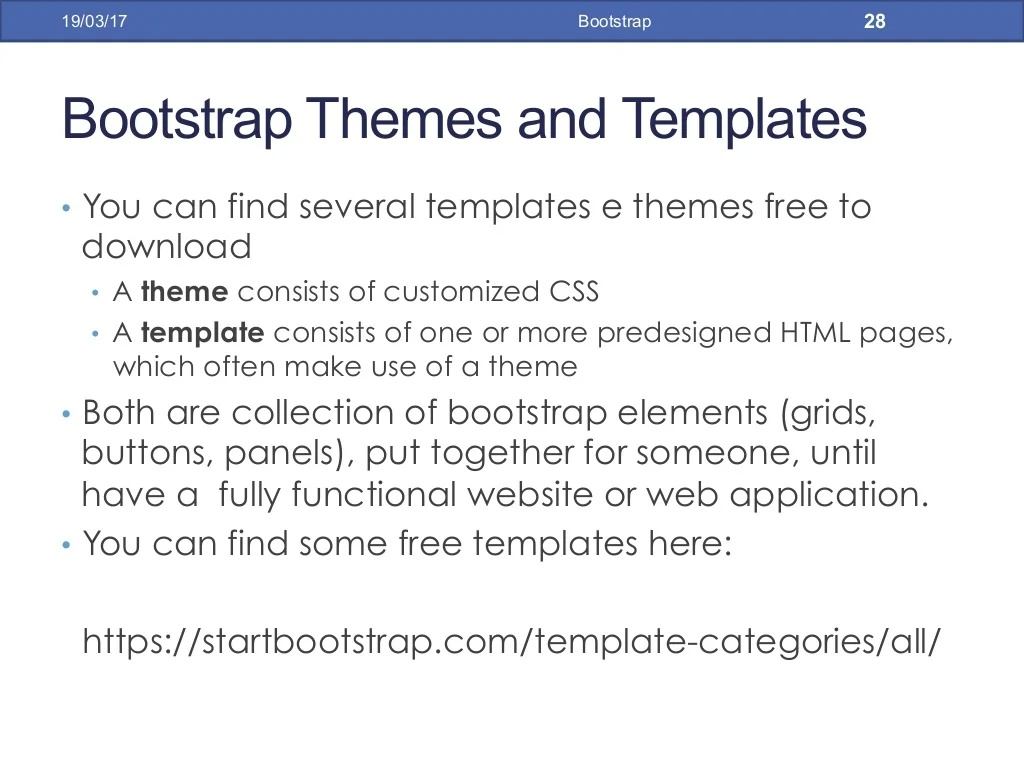 19/03/17 Bootstrap 28
Bootstrap Themes and Templates
• You can find several templates e themes free to
download
• A theme consists of customized CSS
• A template consists of one or more predesigned HTML pages,
which often make use of a theme
• Both are collection of bootstrap elements (grids,
buttons, panels), put together for someone, until
have a  fully functional website or web application.
• You can find some free templates here:
https://startbootstrap.com/template-categories/all/